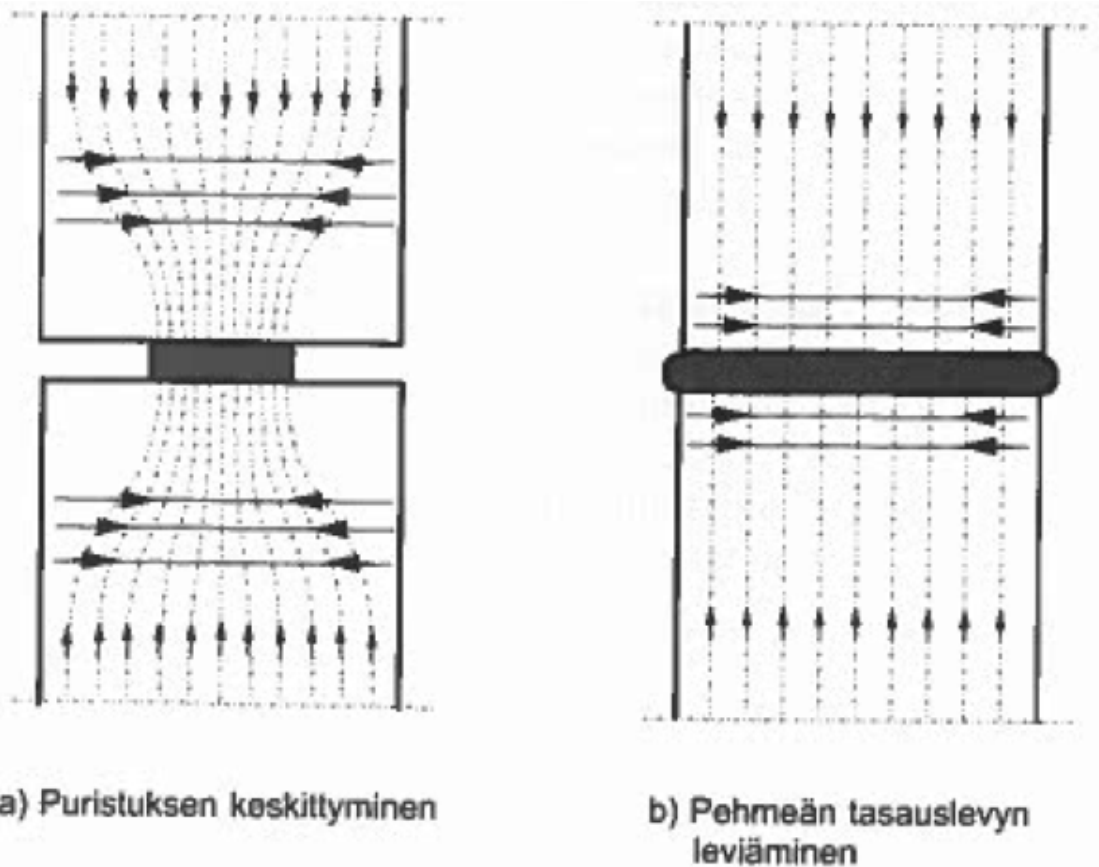 a) Puristuksen keskittyminen
b) Pehmeän tasauslevyn
leviäminen